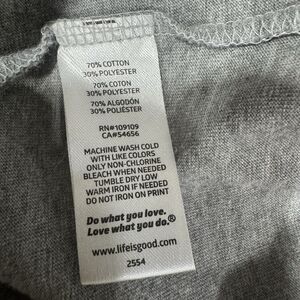 70% COTTON
30% POLYESTER
70% COTON
30% POLYESTER
70% ALGODÓN
30% POLIÉSTER
RN#109109
CA#54656
MACHINE WASH COLD
WITH LIKE COLORS
ONLY NON-CHLORINE
BLEACH WHEN NEEDED
TUMBLE DRY LOW
WARM IRON IF NEEDED
DO NOT IRON ON PRINT
Do what you love.
Love what you do.®
www.lifeisgood.com
2554